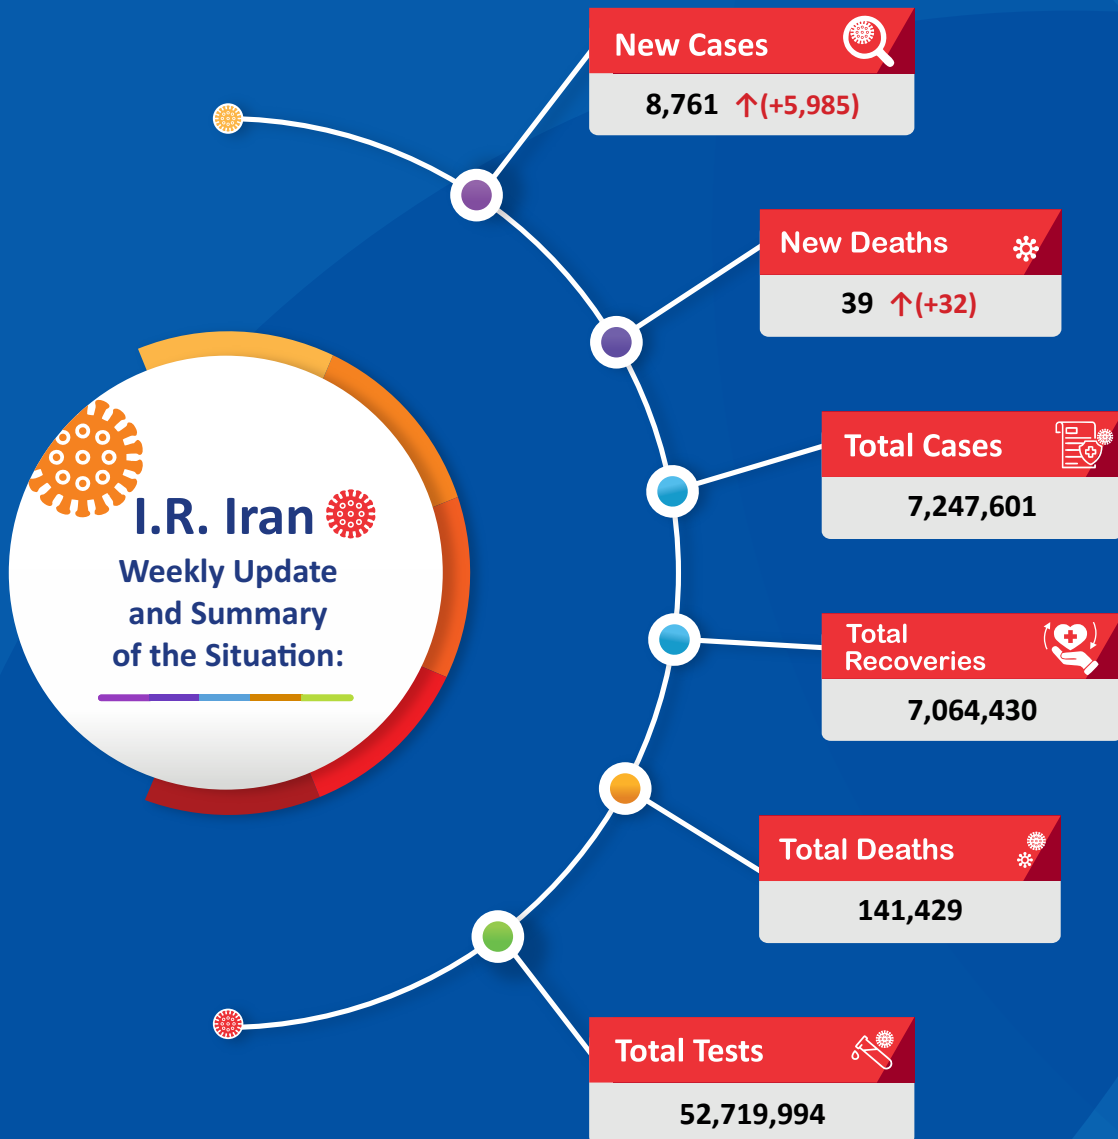 New Cases
8,761 ↑(+5,985)
New Deaths
39 ↑(+32)
I.R. Iran
Weekly Update
and Summary
of the Situation:
Total Cases
7,247,601
Total
Recoveries
7,064,430
Total Deaths
141,429
Total Tests
52,719,994